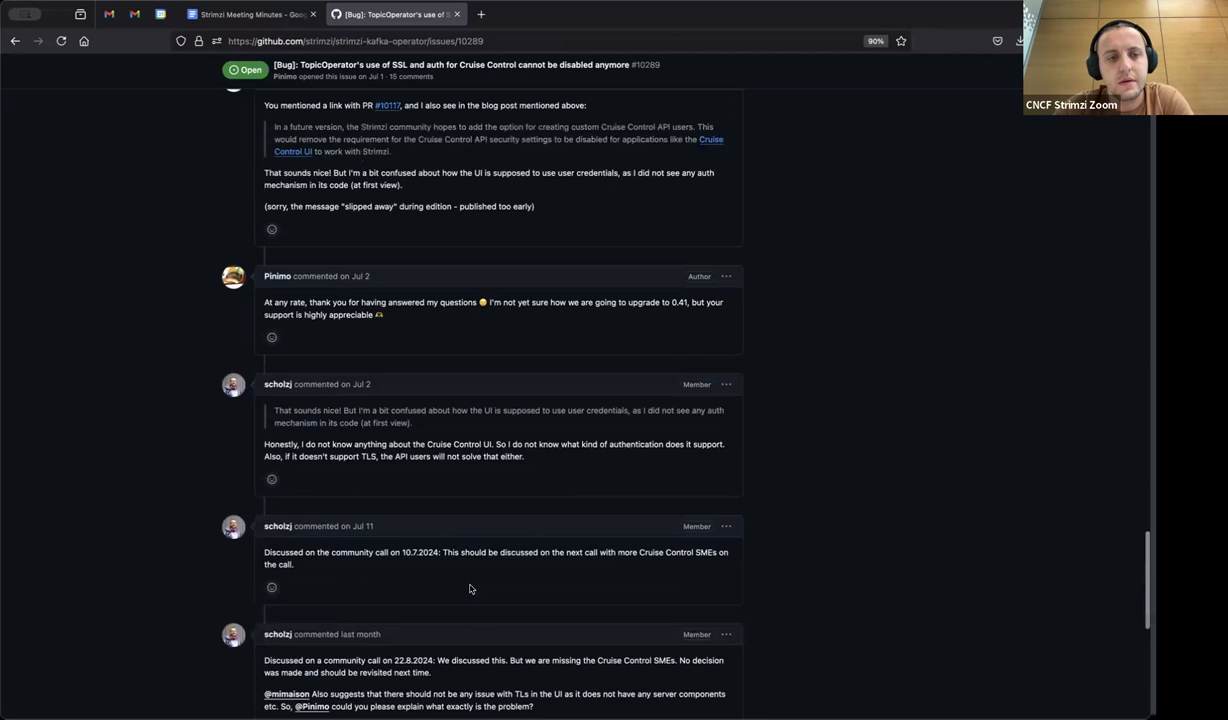 Strimzi Meeting Minutes - Goog
[Bug]: TopicOperator's use of S
https://github.com/strimzi/strimzi-kafka-operator/issues/10289
90%
CNCF Strimzi Zoom
Open
[Bug]: TopicOperator's use of SSL and auth for Cruise Control cannot be disabled anymore #10289
Pinimo opened this issue on Jul 1 · 15 comments
You mentioned a link with PR #10117, and I also see in the blog post mentioned above:
In a future version, the Strimzi community hopes to add the option for creating custom Cruise Control API users. This
would remove the requirement for the Cruise Control API security settings to be disabled for applications like the Cruise
Control UI to work with Strimzi.
That sounds nice! But I'm a bit confused about how the UI is supposed to use user credentials, as I did not see any auth
mechanism in its code (at first view).
(sorry, the message "slipped away" during edition - published too early)
Pinimo commented on Jul 2
Author
At any rate, thank you for having answered my questions 😊 I'm not yet sure how we are going to upgrade to 0.41, but your
support is highly appreciable 🫶
scholzj commented on Jul 2
Member
That sounds nice! But I'm a bit confused about how the UI is supposed to use user credentials, as I did not see any auth
mechanism in its code (at first view).
Honestly, I do not know anything about the Cruise Control UI. So I do not know what kind of authentication does it support.
Also, if it doesn't support TLS, the API users will not solve that either.
scholzj commented on Jul 11
Member
Discussed on the community call on 10.7.2024: This should be discussed on the next call with more Cruise Control SMEs on
the call.
scholzj commented last month
Member
Discussed on a community call on 22.8.2024: We discussed this. But we are missing the Cruise Control SMEs. No decision
was made and should be revisited next time.
@mimaison Also suggests that there should not be any issue with TLs in the UI as it does not have any server components
etc. So, @Pinimo could you please explain what exactly is the problem?